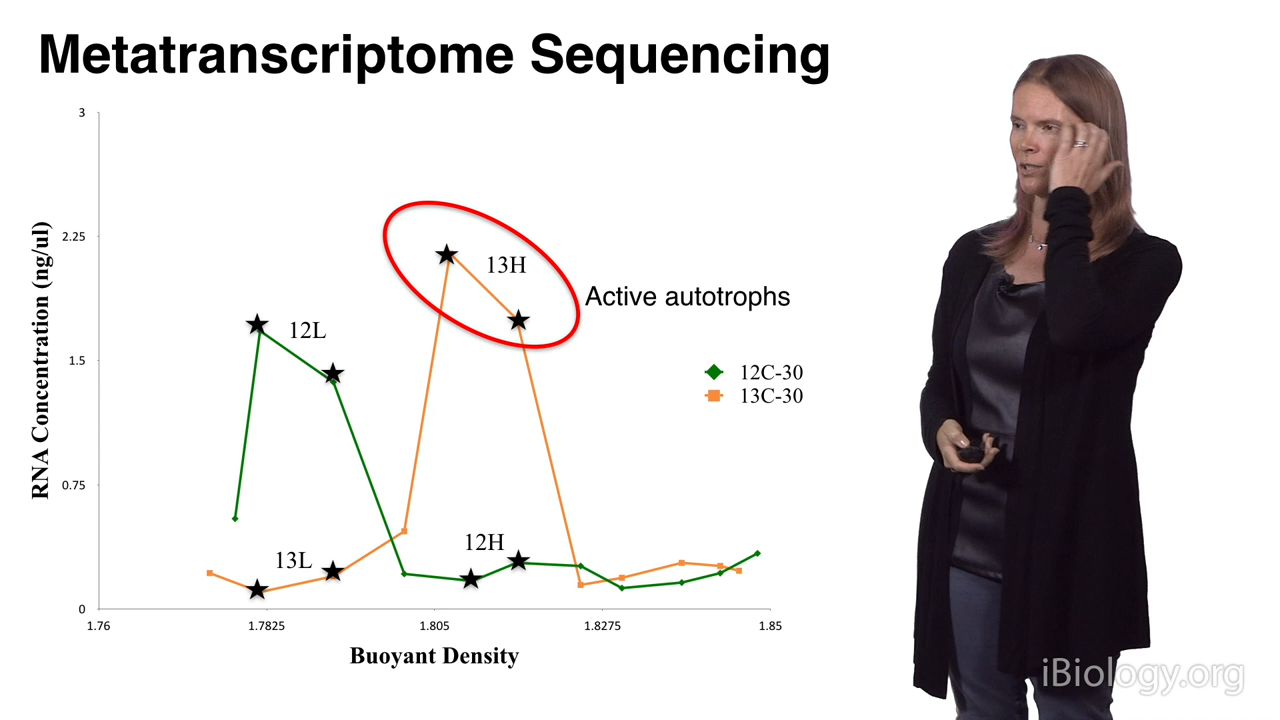 Metatranscriptome Sequencing
3
2.25
1.5
0.75
0
RNA Concentration (ng/ul)
13H
Active autotrophs
12L
12C-30
13C-30
12H
13L
1.76
1.7825
1.805
1.8275
1.85
Buoyant Density
iBiology.org